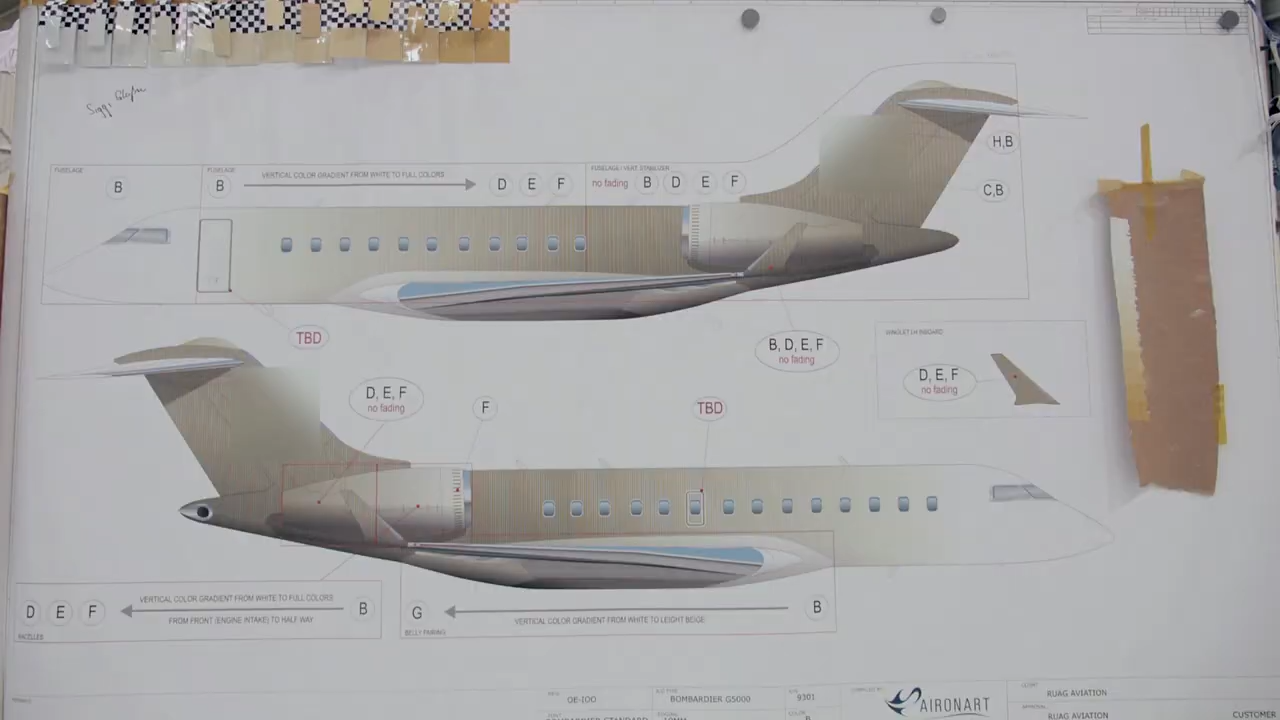 FUSELAGE
B
FUSELAGE
B
VERTICAL COLOR GRADIENT FROM WHITE TO FULL COLORS
D E F
FUSELAGE / VERT. STABILIZER
no fading B D E F
H,B
C,B
TBD
B, D, E, F
no fading
WINGLET LH INBOARD
D, E, F
no fading
D, E, F
no fading
F
TBD
D E F
VERTICAL COLOR GRADIENT FROM WHITE TO FULL COLORS
FROM FRONT (ENGINE INTAKE) TO HALF WAY
B
NACELLES
G
VERTICAL COLOR GRADIENT FROM WHITE TO LEIGHT BEIGE
B
BELLY FAIRING
OE-IOO
BOMBARDIER G5000
9301
AIRONART
RUAG AVIATION
RUAG AVIATION
CUSTOMER